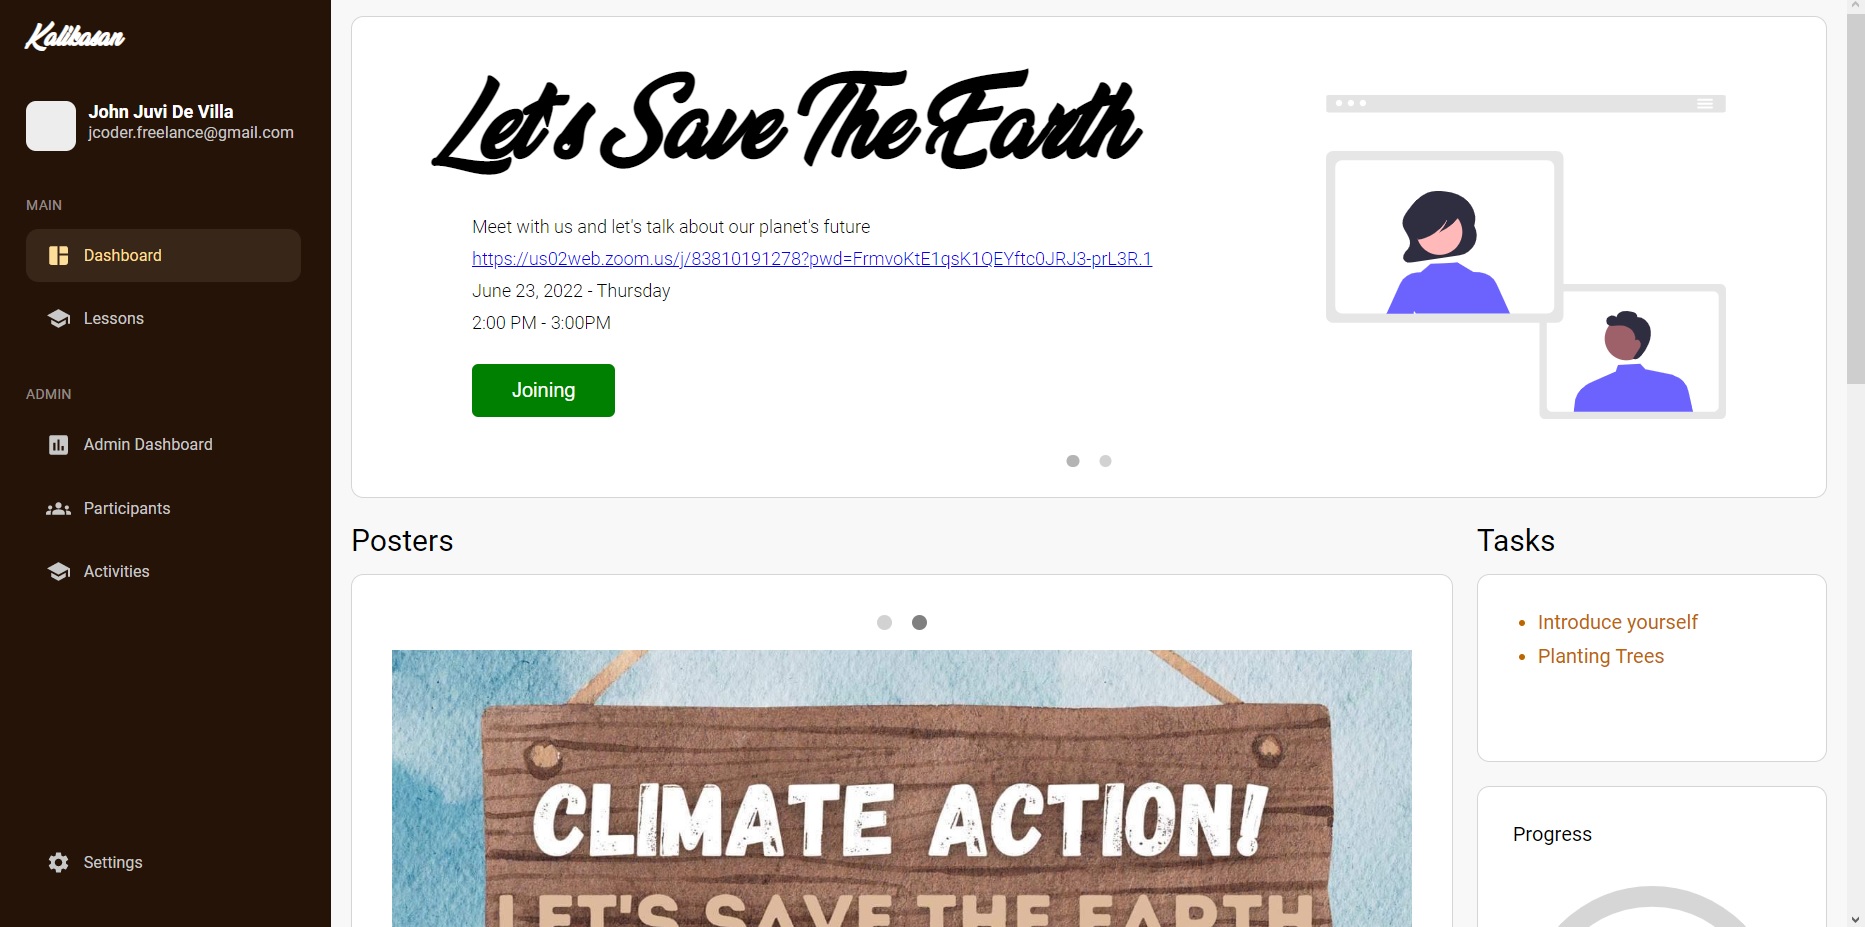 Kalikasan
John Juvi De Villa
jcoder.freelance@gmail.com
MAIN
Dashboard
Lessons
ADMIN
Admin Dashboard
Participants
Activities
Settings
Let's Save The Earth
Meet with us and let's talk about our planet's future
https://us02web.zoom.us/j/83810191278?pwd=FrmvoKtE1qsK1QEYftc0JRJ3-prL3R.1
June 23, 2022 - Thursday
2:00 PM - 3:00PM
Joining
Posters
CLIMATE ACTION!
LET'S SAVE THE EARTH
Tasks
Introduce yourself
Planting Trees
Progress